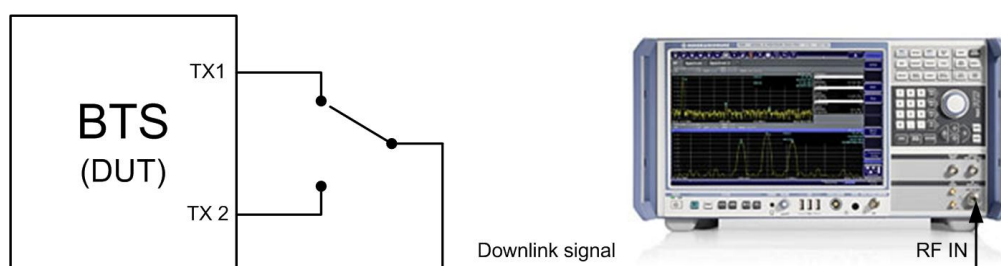 TX1
BTS
(DUT)
TX 2
Downlink signal
RF IN